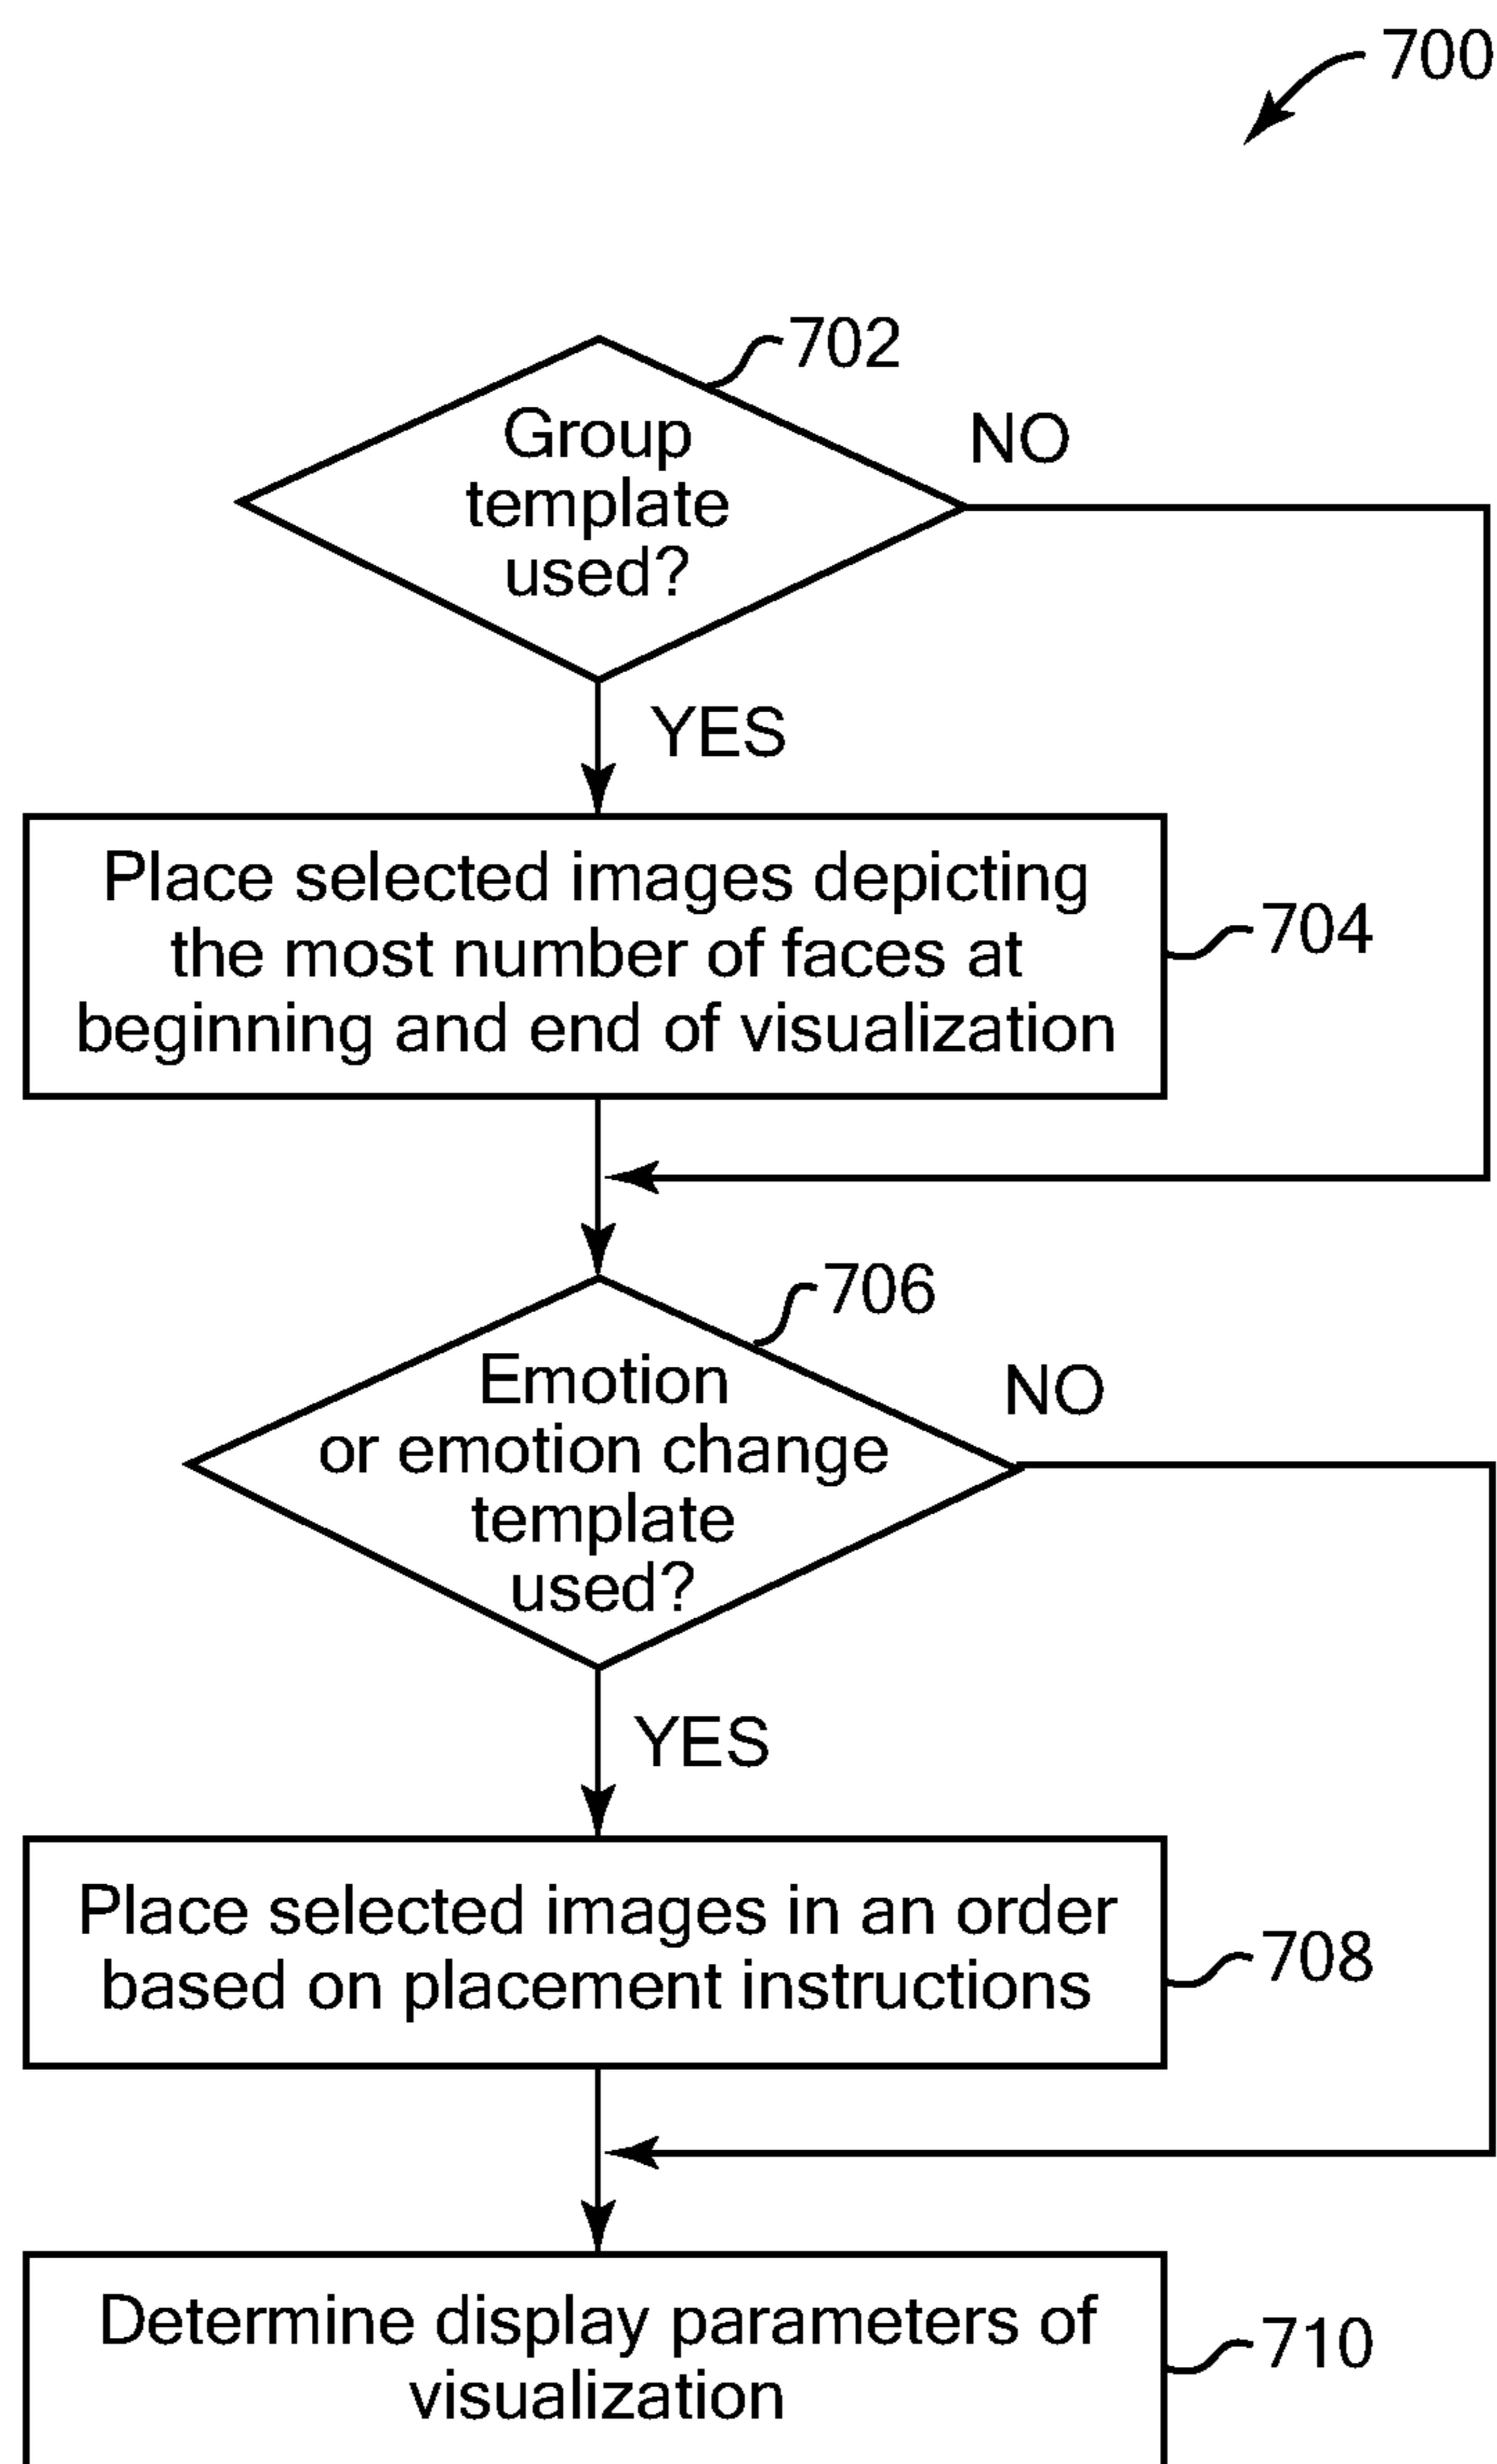 700
702
Group
template
used?
NO
YES
Place selected images depicting
the most number of faces at
beginning and end of visualization
704
706
Emotion
or emotion change
template
used?
NO
YES
Place selected images in an order
based on placement instructions
708
Determine display parameters of
visualization
710